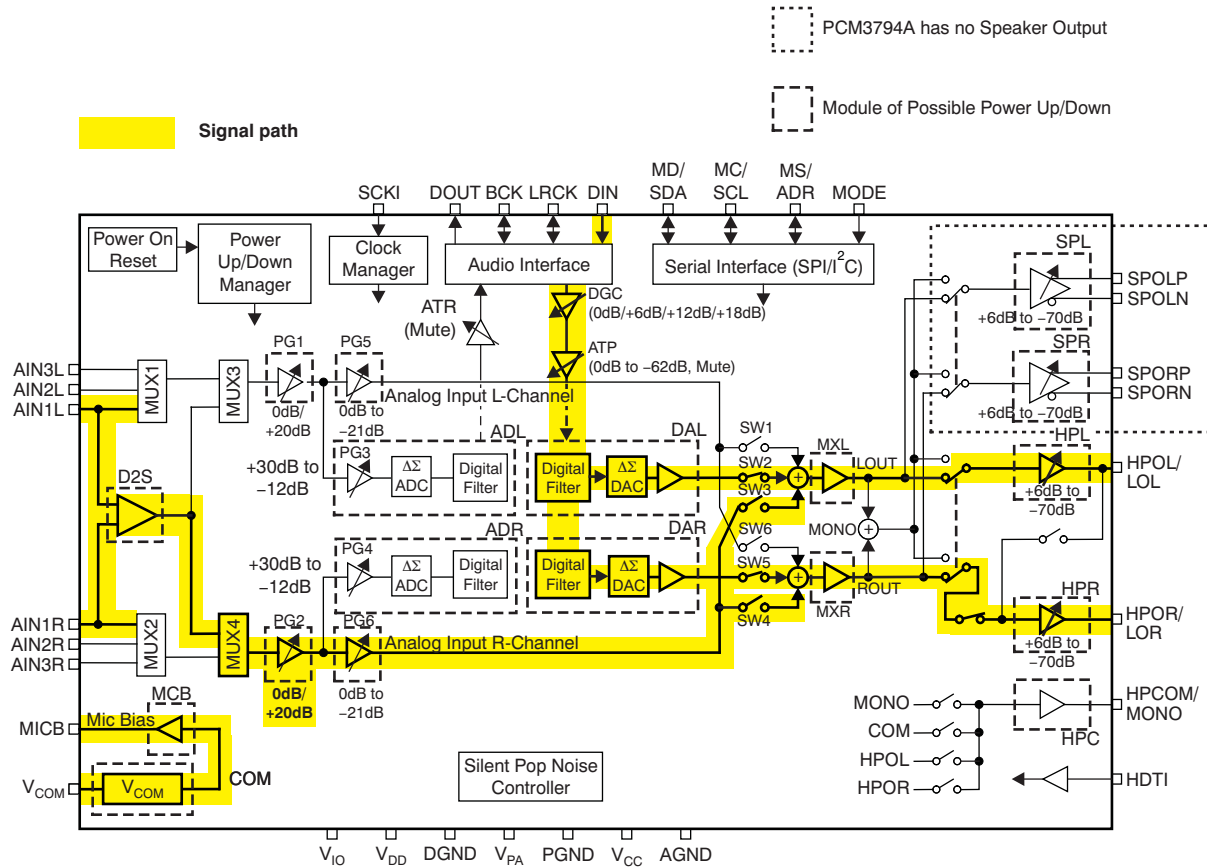 PCM3794A has no Speaker Output
Module of Possible Power Up/Down
Signal path
SCKI
DOUT
BCK
LRCK
DIN
MD/
SDA
MC/
SCL
MS/
ADR
MODE
Power On
Reset
Power
Up/Down
Manager
Clock
Manager
Audio Interface
Serial Interface (SPI/I²C)
ATR
(Mute)
DGC
(0dB/+6dB/+12dB/+18dB)
ATP
(0dB to −62dB, Mute)
SPL
+6dB to −70dB
SPOLP
SPOLN
SPR
+6dB to −70dB
SPORP
SPORN
AIN3L
AIN2L
AIN1L
MUX1
MUX3
PG1
0dB/
+20dB
PG5
0dB to
−21dB
Analog Input L-Channel
ADL
+30dB to
−12dB
PG3
ΔΣ
ADC
Digital
Filter
DAL
Digital
Filter
ΔΣ
DAC
SW1
SW2
SW3
MXL
LOUT
HPL
+6dB to
−70dB
HPOL/
LOL
D2S
ADR
+30dB to
−12dB
PG4
ΔΣ
ADC
Digital
Filter
DAR
Digital
Filter
ΔΣ
DAC
SW6
SW5
SW4
MONO
MXR
ROUT
HPR
+6dB to
−70dB
HPOR/
LOR
AIN1R
AIN2R
AIN3R
MUX2
MUX4
PG2
0dB/
+20dB
PG6
0dB to
−21dB
Analog Input R-Channel
MICB
Mic Bias
MCB
VCOM
VCOM
COM
Silent Pop Noise
Controller
MONO
COM
HPOL
HPOR
HPC
HPCOM/
MONO
HDTI
VIO
VDD
DGND
VPA
PGND
VCC
AGND